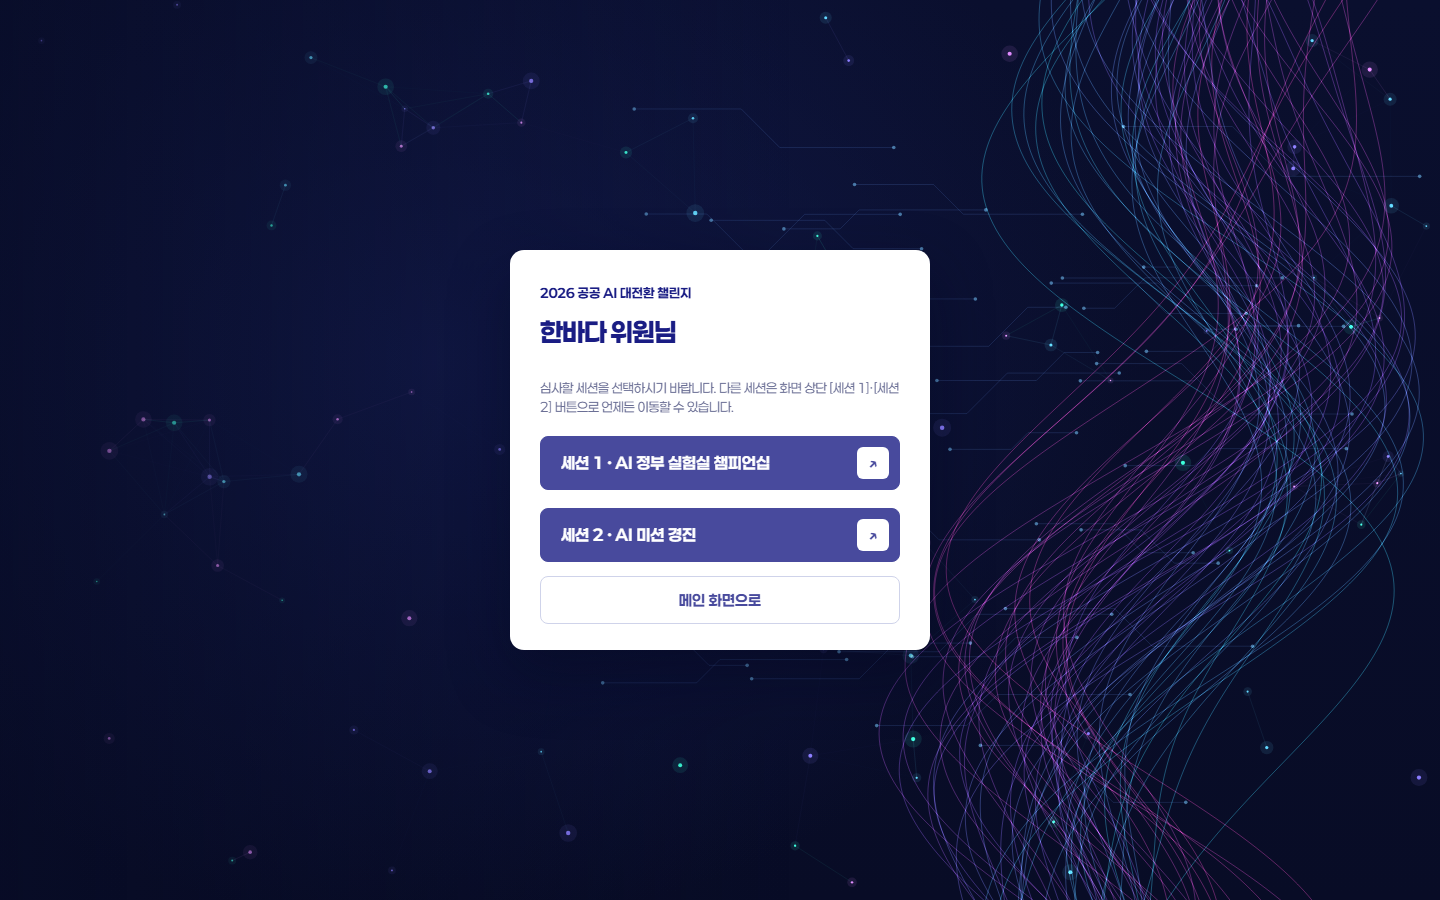 2026 공공 AI 대전환 챌린지
한바다 위원님
심사할 세션을 선택하시기 바랍니다. 다른 세션은 화면 상단 [세션 1]·[세션
2] 버튼으로 언제든 이동할 수 있습니다.
세션 1 · AI 정부 실험실 챔피언십
세션 2 · AI 미션 경진
메인 화면으로